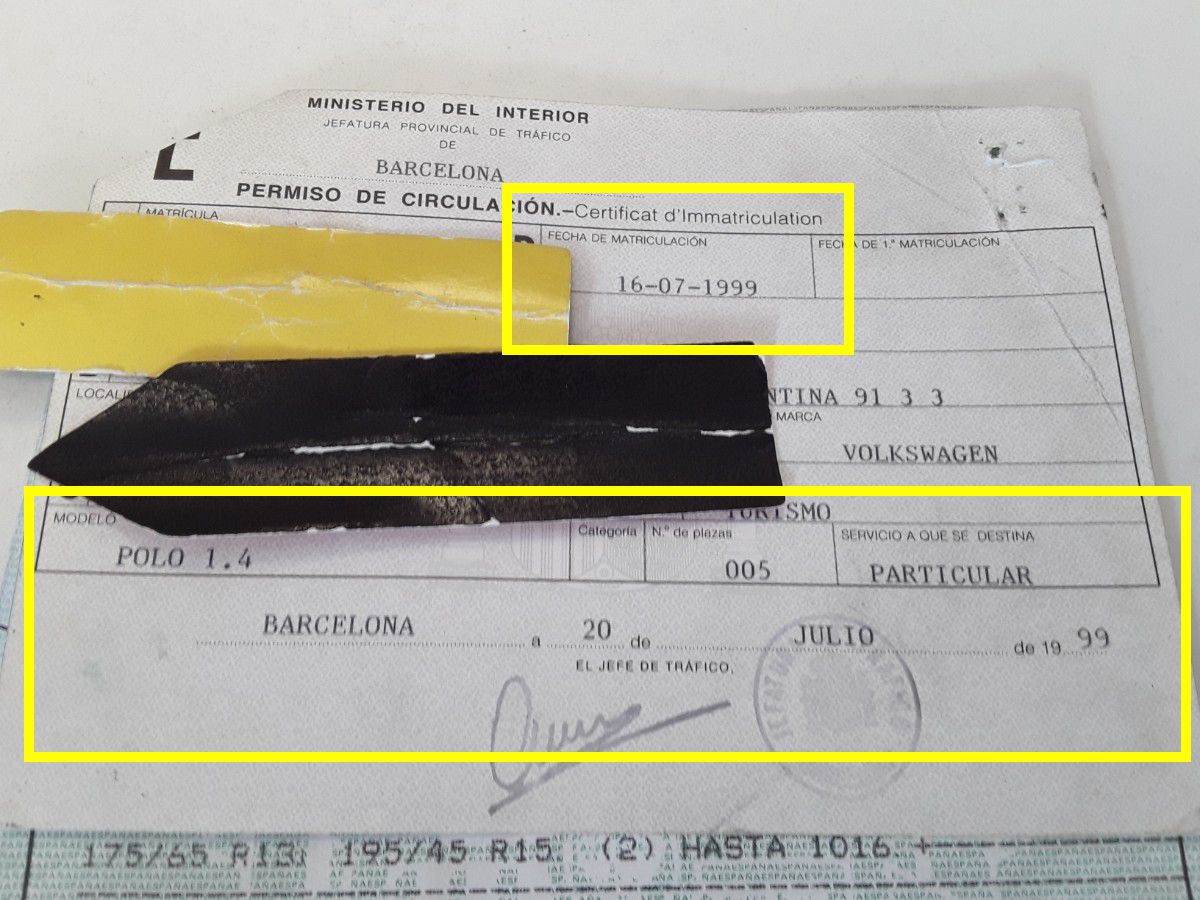 MINISTERIO DEL INTERIOR
JEFATURA PROVINCIAL DE TRÁFICO
DE
BARCELONA
PERMISO DE CIRCULACIÓN.–Certificat d'Immatriculation
MATRÍCULA
FECHA DE MATRICULACIÓN
FECHA DE 1.ª MATRICULACIÓN
16-07-1999
NTINA 91 3 3
MARCA
VOLKSWAGEN
TURISMO
MODELO
Categoría
N.º de plazas
SERVICIO A QUE SE DESTINA
POLO 1.4
005
PARTICULAR
BARCELONA a 20 de JULIO de 19 99
EL JEFE DE TRÁFICO,
175/65 R13: 195/45 R15 (2) HASTA 1016